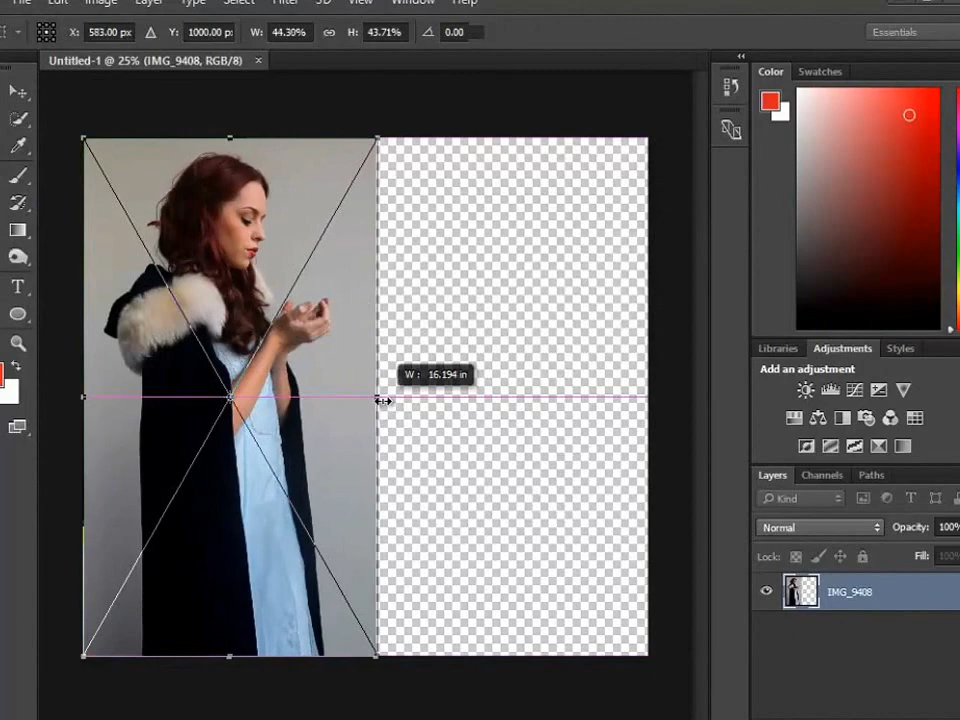 File Edit Image Layer Type Select Filter 3D View Window Help
X: 583.00 px Y: 1000.00 p: W: 44.30% H: 43.71% 0.00 Essentials
Untitled-1 @ 25% (IMG_9408, RGB/8) ×
Color Swatches
W : 16.194 in
Libraries Adjustments Styles
Add an adjustment
Layers Channels Paths
Kind
Normal Opacity: 100%
Lock: Fill: 100%
IMG_9408